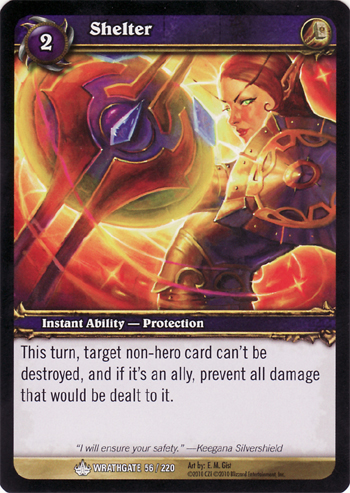 2
Shelter
Instant Ability — Protection
This turn, target non-hero card can't be
destroyed, and if it's an ally, prevent all damage
that would be dealt to it.
"I will ensure your safety." —Keegana Silvershield
WRATHGATE 56 / 220
Art by: E. M. Gist
©2010 CZE ©2010 Blizzard Entertainment, Inc.